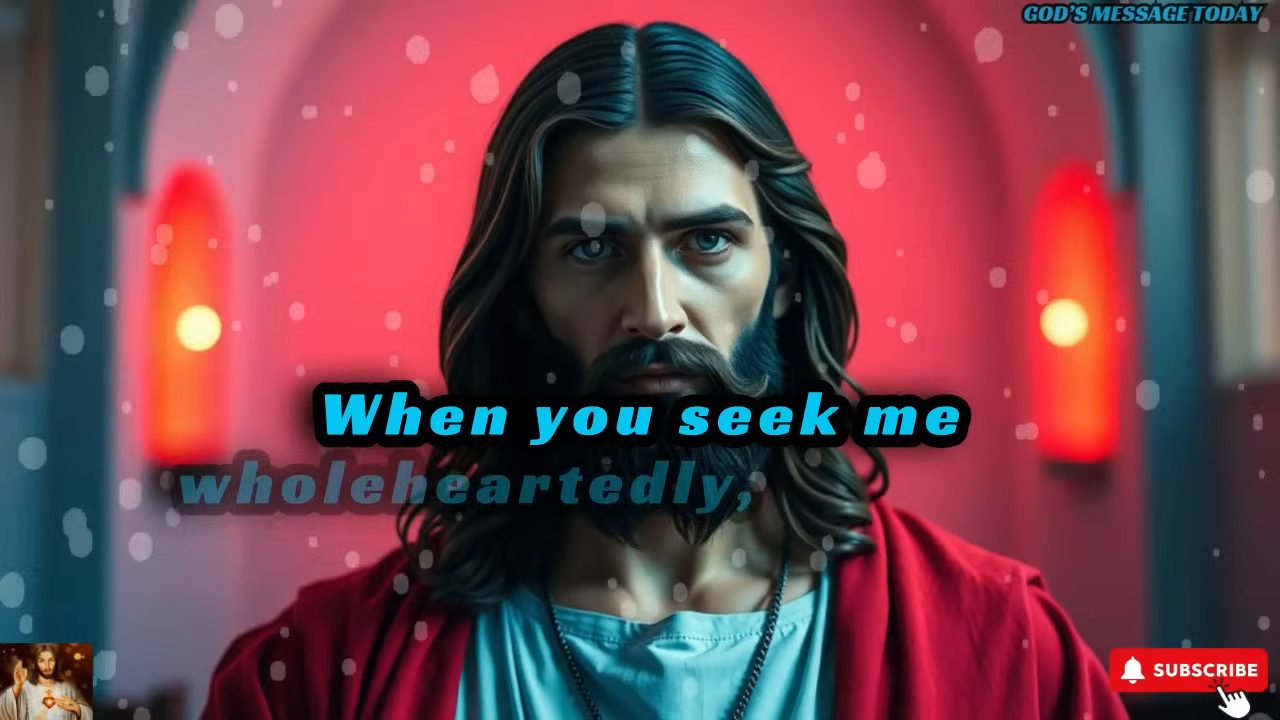 GOD'S MESSAGE TODAY
When you seek me
wholeheartedly,
SUBSCRIBE